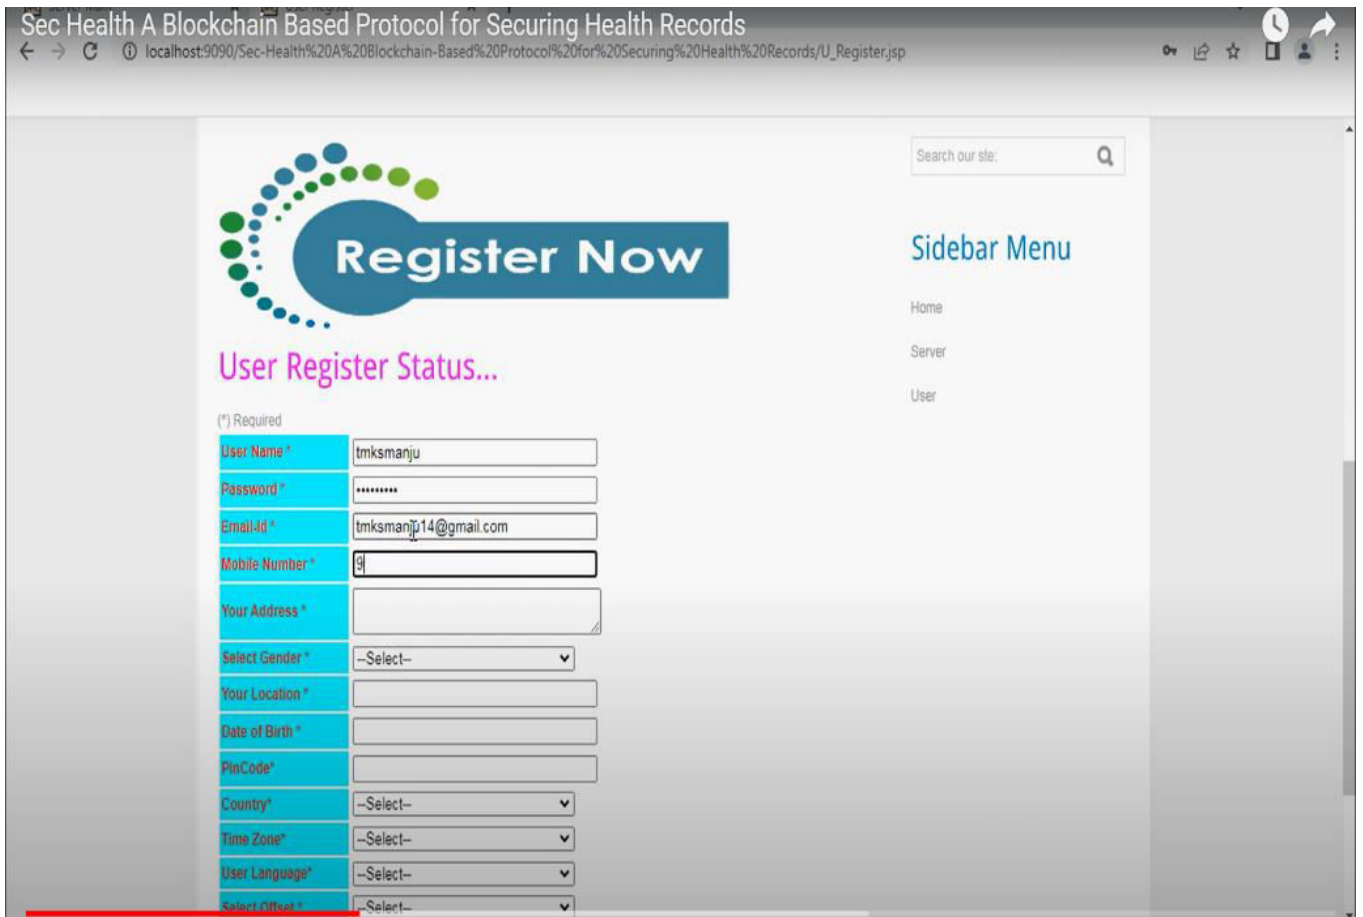 Sec Health A Blockchain Based Protocol for Securing Health Records
localhost:9090/Sec-Health%20A%20Blockchain-Based%20Protocol%20for%20Securing%20Health%20Records/U_Register.jsp
Search our ste:
Register Now
Sidebar Menu
Home
Server
User
User Register Status...
(*) Required
User Name * tmksmanju
Password * •••••••••
Email-Id * tmksmanju14@gmail.com
Mobile Number * 9
Your Address *
Select Gender * --Select--
Your Location *
Date of Birth *
PinCode*
Country* --Select--
Time Zone* --Select--
User Language* --Select--
Select Offset * --Select--